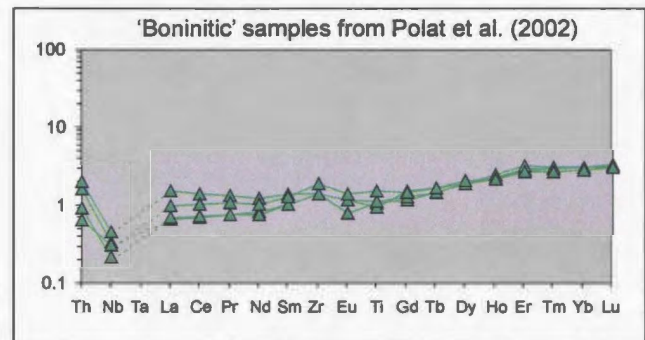 'Boninitic' samples from Polat et al. (2002)
100
10
1
0.1
Th Nb Ta La Ce Pr Nd Sm Zr Eu Ti Gd Tb Dy Ho Er Tm Yb Lu